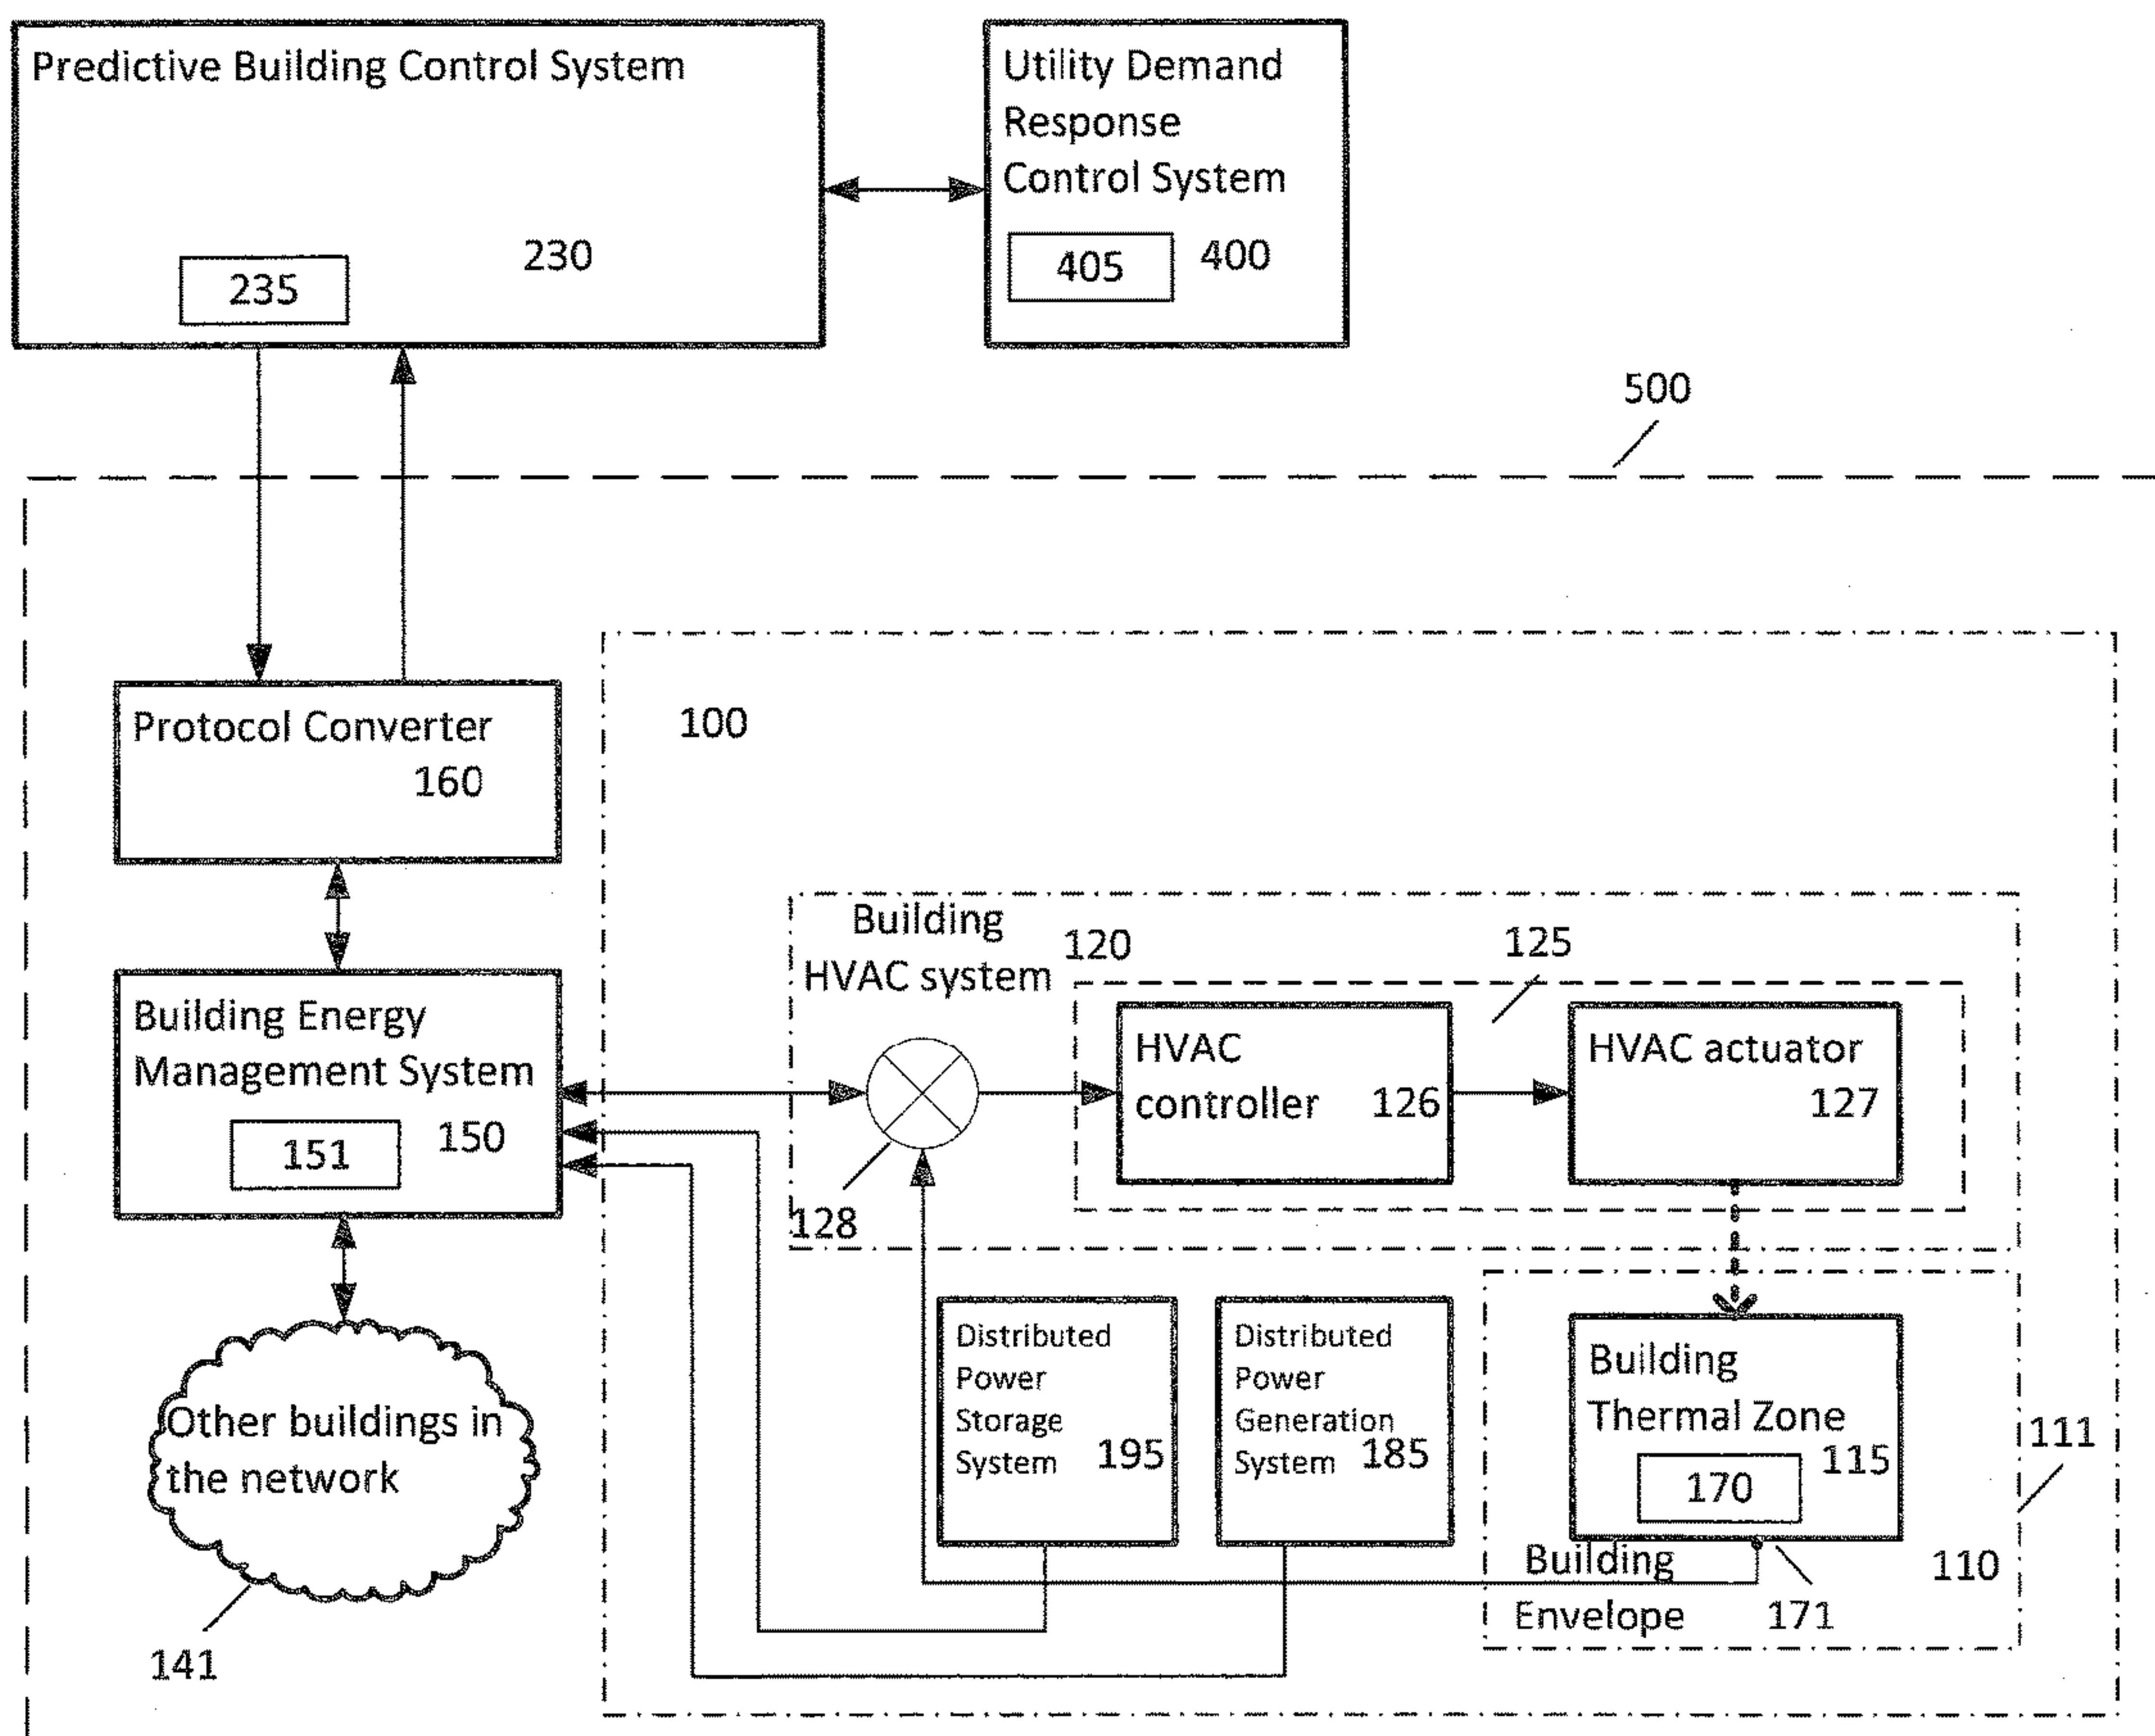 Predictive Building Control System
230
235
Utility Demand
Response
Control System
405
400
500
Protocol Converter
160
100
Building
HVAC system
120
125
HVAC
controller
126
HVAC actuator
127
128
Building Energy
Management System
150
151
Other buildings in
the network
141
Distributed
Power
Storage
System
195
Distributed
Power
Generation
System
185
Building
Thermal Zone
115
170
111
110
Building
Envelope
171